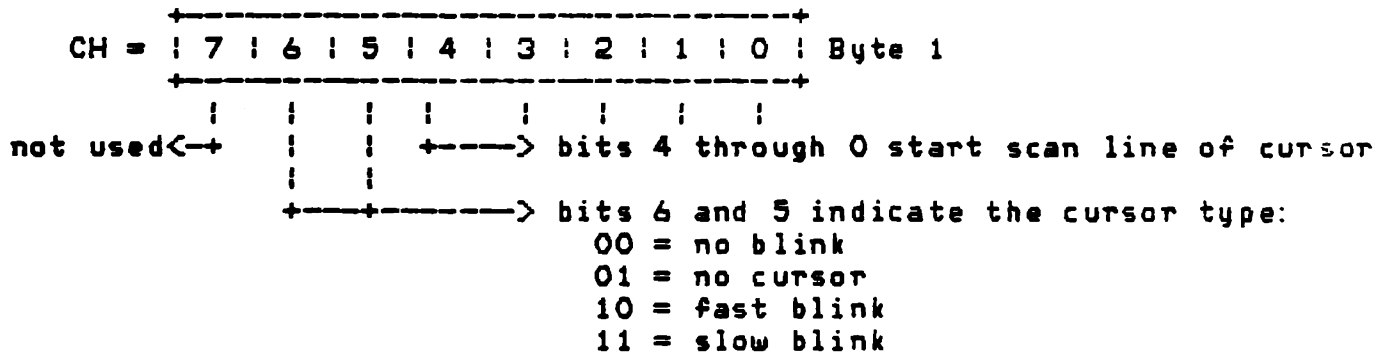 +---------------------------------+
CH = | 7 | 6 | 5 | 4 | 3 | 2 | 1 | 0 | Byte 1
+---------------------------------+
| | | | | | | |
not used<-+ | | +----> bits 4 through 0 start scan line of cursor
| |
+---+-------> bits 6 and 5 indicate the cursor type:
00 = no blink
01 = no cursor
10 = fast blink
11 = slow blink